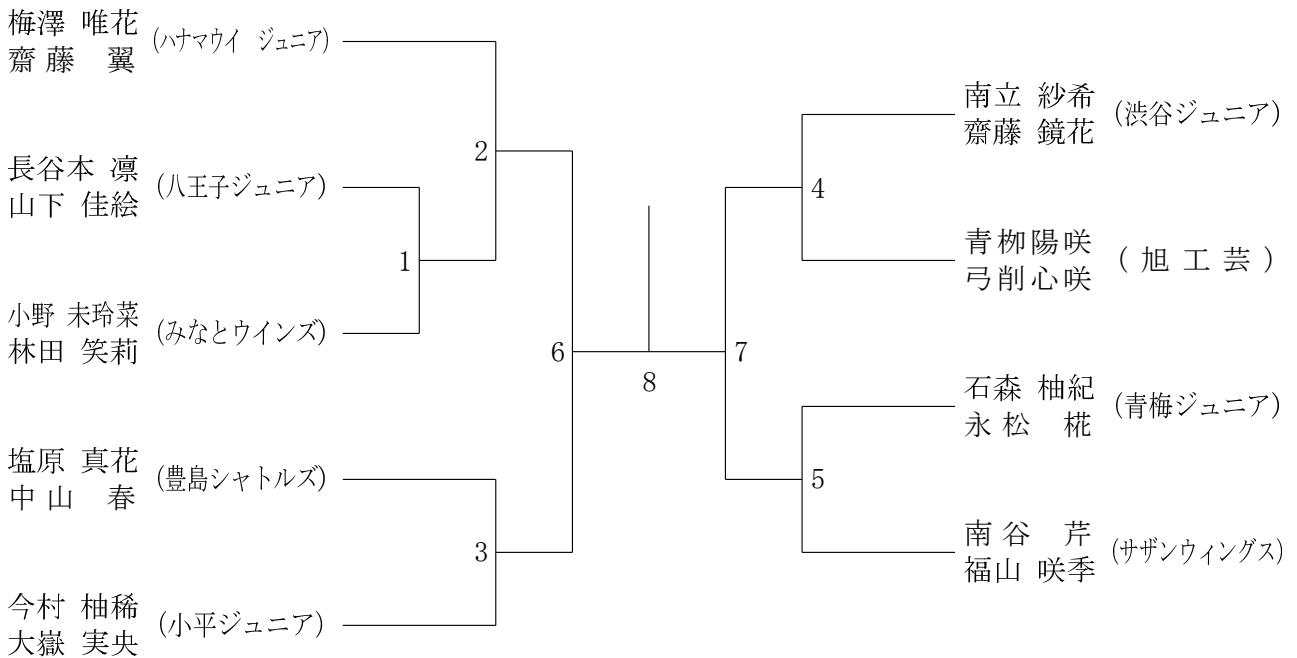 梅澤 唯花
齋藤 翼
(ハナマウイ ジュニア)
長谷本 凛
山下 佳絵
(八王子ジュニア)
小野 未玲菜
林田 笑莉
(みなとウインズ)
塩原 真花
中山 春
(豊島シャトルズ)
今村 柚稀
大嶽 実央
(小平ジュニア)
2
1
3
6
8
7
4
5
南立 紗希
齋藤 鏡花
(渋谷ジュニア)
青栁陽咲
弓削心咲
(旭工芸)
石森 柚紀
永松 椛
(青梅ジュニア)
南谷 芹
福山 咲季
(サザンウィングス)